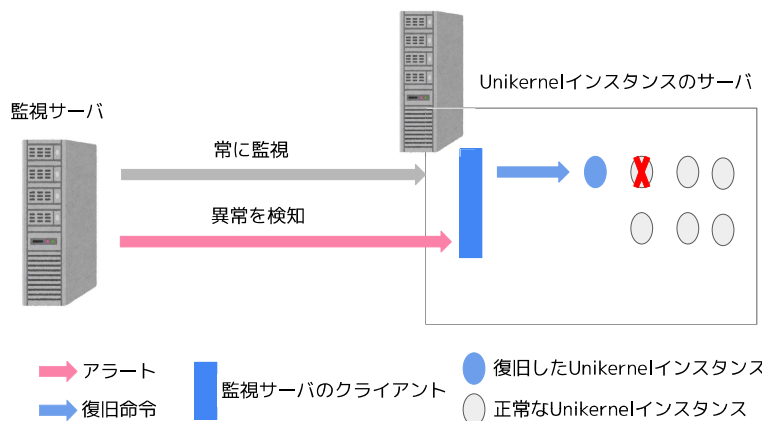 Unikernelインスタンスのサーバ
監視サーバ
常に監視
異常を検知
アラート
復旧命令
監視サーバのクライアント
復旧したUnikernelインスタンス
正常なUnikernelインスタンス